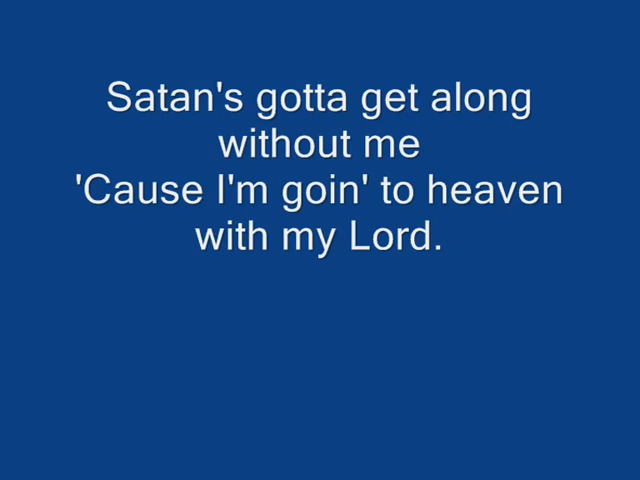 Satan's gotta get along
without me
'Cause I'm goin' to heaven
with my Lord.